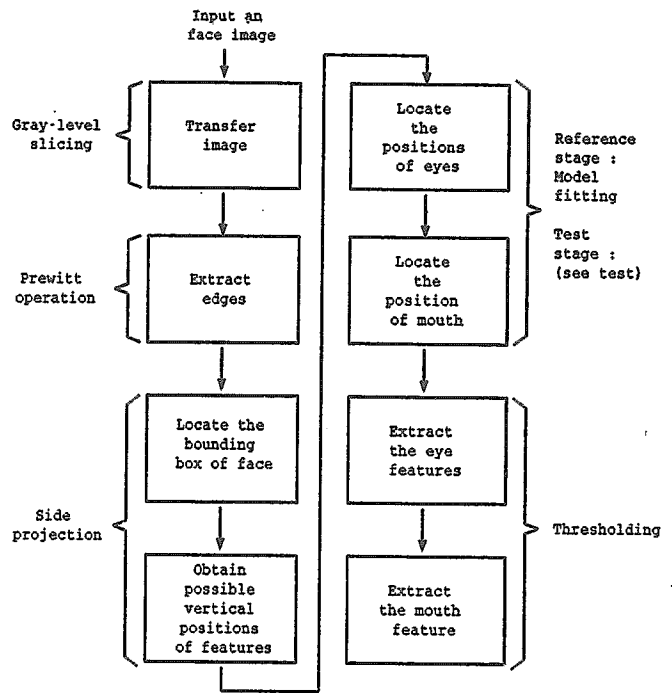 Input an
face image
Gray-level
slicing
Transfer
image
Prewitt
operation
Extract
edges
Side
projection
Locate the
bounding
box of face
Obtain
possible
vertical
positions
of features
Locate
the
positions
of eyes
Locate
the
position
of mouth
Reference
stage :
Model
fitting
Test
stage :
(see test)
Extract
the eye
features
Extract
the mouth
feature
Thresholding